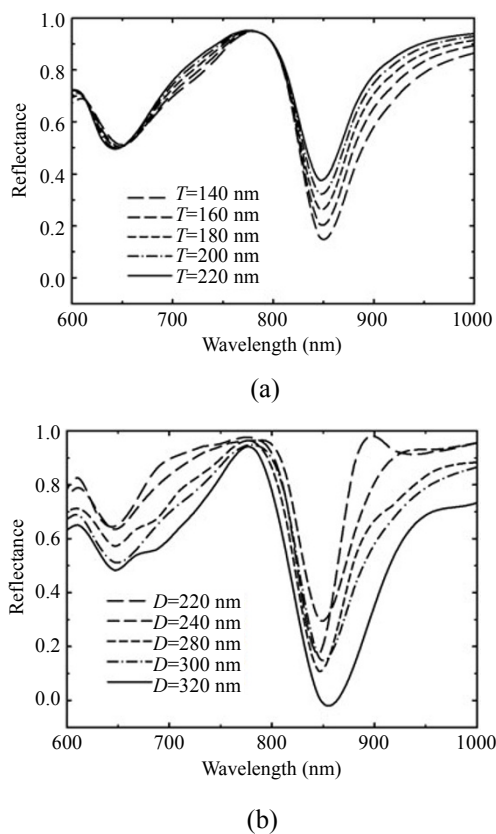 1.0
0.8
0.6
0.4
0.2
0.0
Reflectance
T=140 nm
T=160 nm
T=180 nm
T=200 nm
T=220 nm
600 700 800 900 1000
Wavelength (nm)
(a)
1.0
0.8
0.6
0.4
0.2
0.0
Reflectance
D=220 nm
D=240 nm
D=280 nm
D=300 nm
D=320 nm
600 700 800 900 1000
Wavelength (nm)
(b)